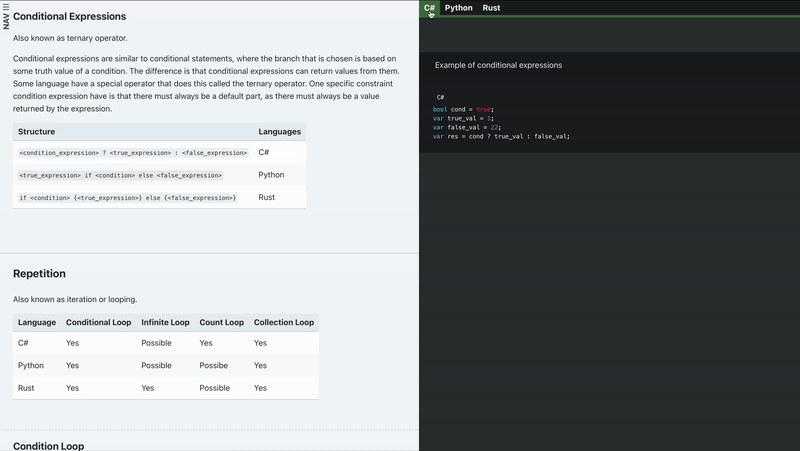 NAV
Conditional Expressions
Also known as ternary operator.
Conditional expressions are similar to conditional statements, where the branch that is chosen is based on
some truth value of a condition. The difference is that conditional expressions can return values from them.
Some language have a special operator that does this called the ternary operator. One specific constraint
condition expression have is that there must always be a default part, as there must always be a value
returned by the expression.
Structure Languages
<condition_expression> ? <true_expression> : <false_expression> C#
<true_expression> if <condition> else <false_expression> Python
if <condition> {<true_expression>} else {<false_expression>} Rust
Repetition
Also known as iteration or looping.
Language Conditional Loop Infinite Loop Count Loop Collection Loop
C# Yes Possible Yes Yes
Python Yes Possible Possibe Yes
Rust Yes Yes Possible Yes
Condition Loop
C# Python Rust
Example of conditional expressions
C#
bool cond = true;
var true_val = 1;
var false_val = 22;
var res = cond ? true_val : false_val;